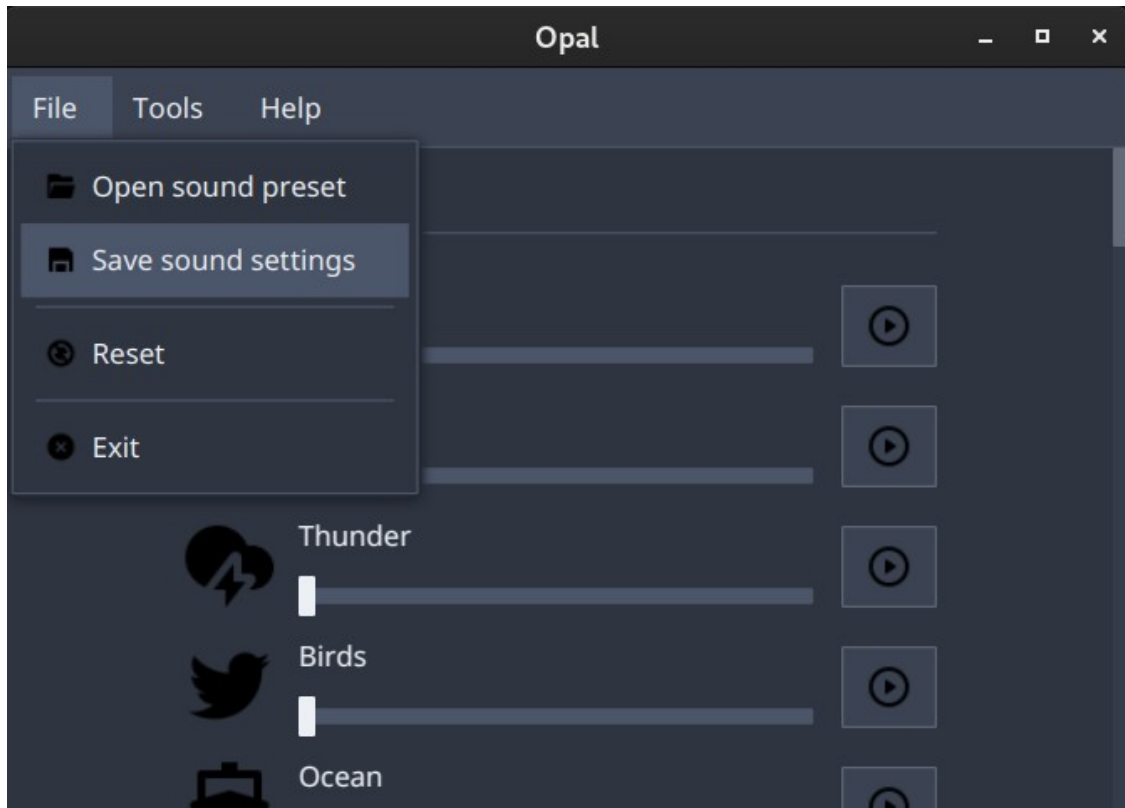 Opal
File Tools Help
Open sound preset
Save sound settings
Reset
Exit
Thunder
Birds
Ocean